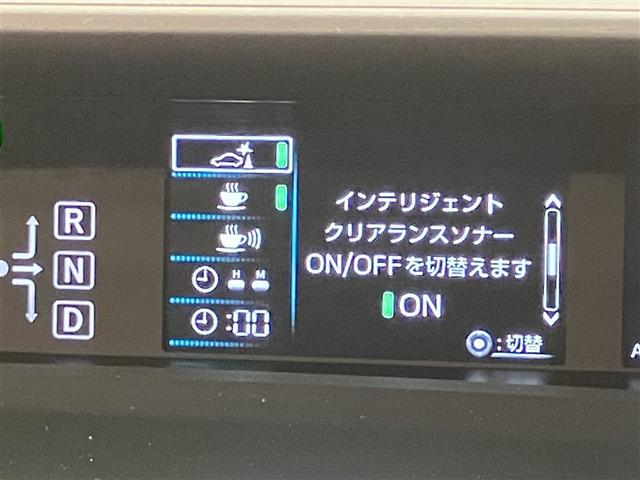 R
N
D
H M
:00
インテリジェント
クリアランスソナー
ON/OFFを切替えます
ON
:切替
A